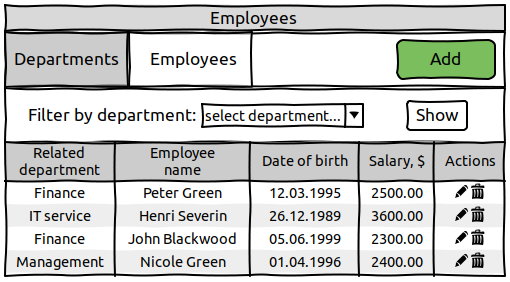 Employees
Departments Employees Add
Filter by department: select department... Show
Related department Employee name Date of birth Salary, $ Actions
Finance Peter Green 12.03.1995 2500.00
IT service Henri Severin 26.12.1989 3600.00
Finance John Blackwood 05.06.1999 2300.00
Management Nicole Green 01.04.1996 2400.00